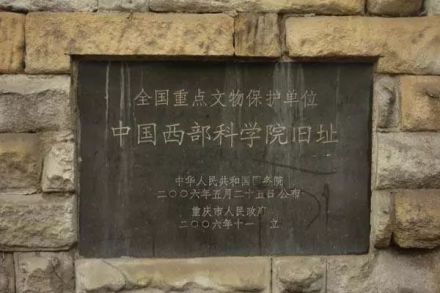 全国重点文物保护单位
中国西部科学院旧址
中华人民共和国国务院
二〇〇六年五月二十五日公布
重庆市人民政府
二〇〇六年十一 立